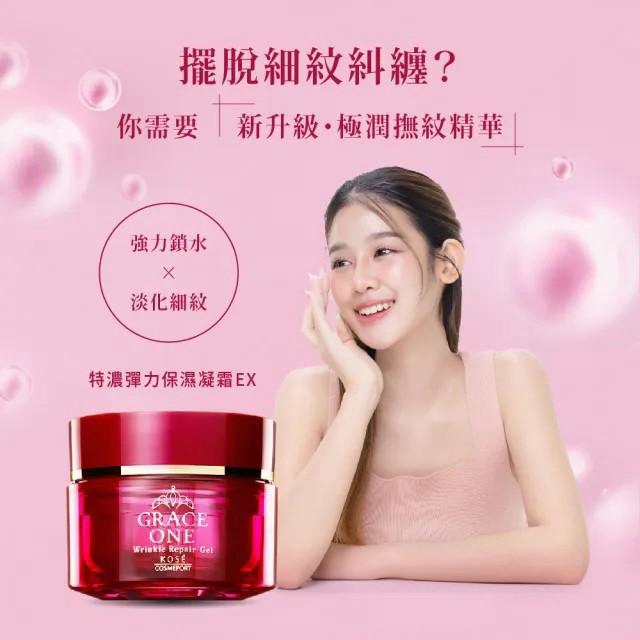 擺脫細紋糾纏？
你需要 新升級·極潤撫紋精華
強力鎖水
×
淡化細紋
特濃彈力保濕凝霜EX
GRACE
ONE
Wrinkle Repair Gel
KOSÉ
COSMEPORT